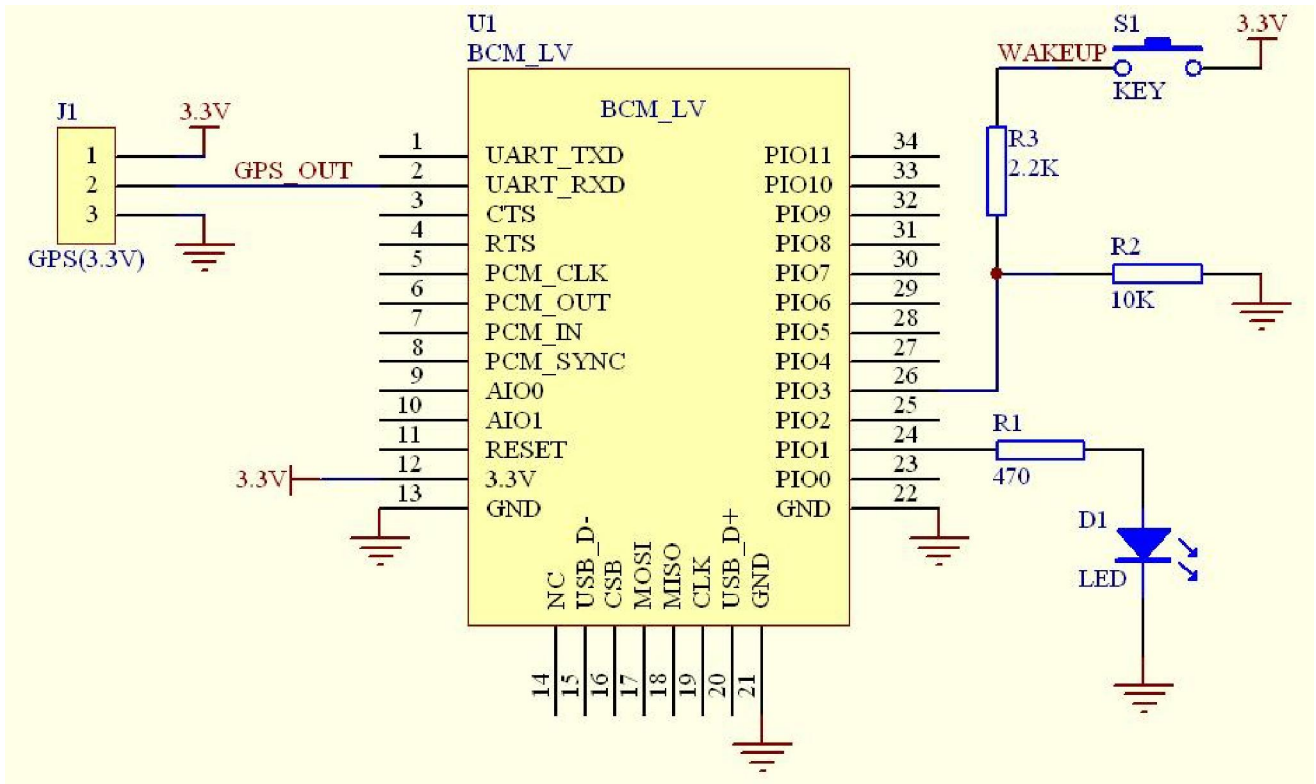 U1
BCM_LV
BCM_LV
J1
3.3V
1
2
3
GPS_OUT
GPS(3.3V)
1 UART_TXD
2 UART_RXD
3 CTS
4 RTS
5 PCM_CLK
6 PCM_OUT
7 PCM_IN
8 PCM_SYNC
9 AIO0
10 AIO1
11 RESET
3.3V 12 3.3V
13 GND
PIO11 34
PIO10 33
PIO9 32
PIO8 31
PIO7 30
PIO6 29
PIO5 28
PIO4 27
PIO3 26
PIO2 25
PIO1 24
PIO0 23
GND 22
NC 14
USB_D- 15
CSB 16
MOSI 17
MISO 18
CLK 19
USB_D+ 20
GND 21
S1
3.3V
WAKEUP
KEY
R3
2.2K
R2
10K
R1
470
D1
LED